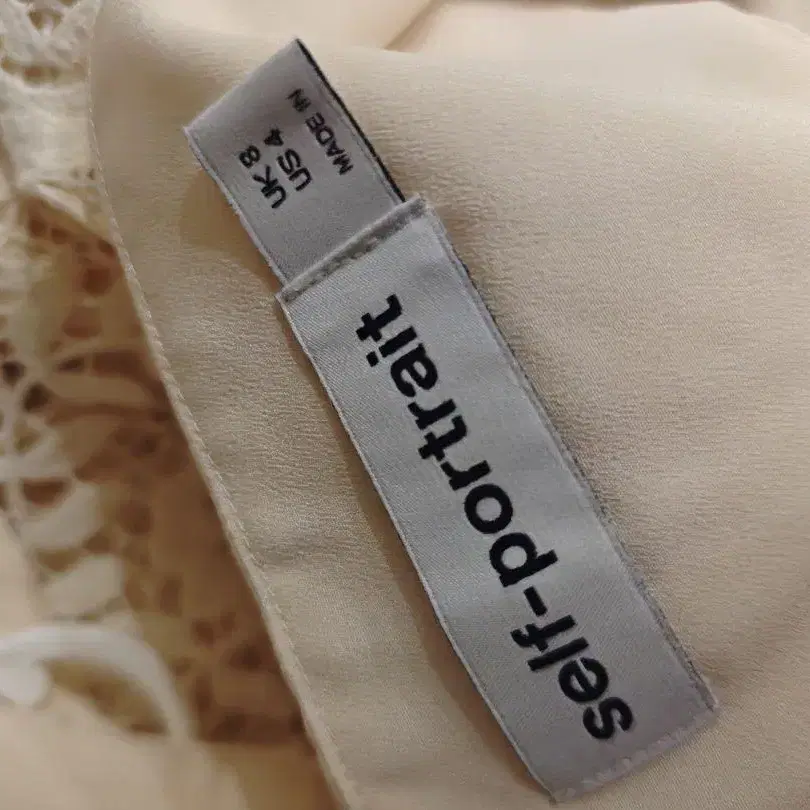 self-portrait
UK 8
US 4
MADE IN